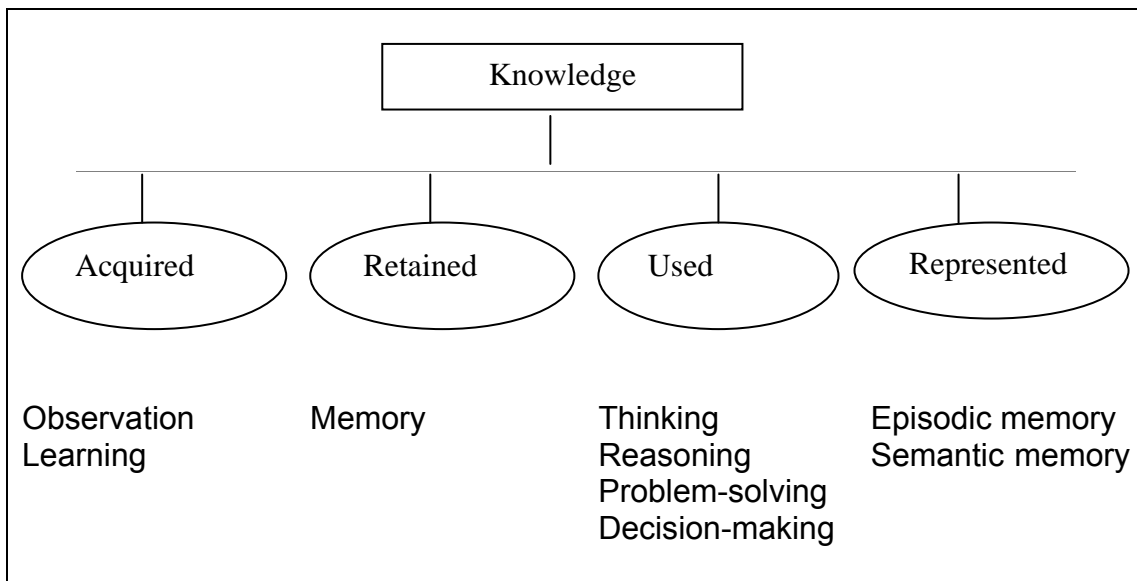 Knowledge
Acquired
Retained
Used
Represented
Observation
Learning
Memory
Thinking
Reasoning
Problem-solving
Decision-making
Episodic memory
Semantic memory